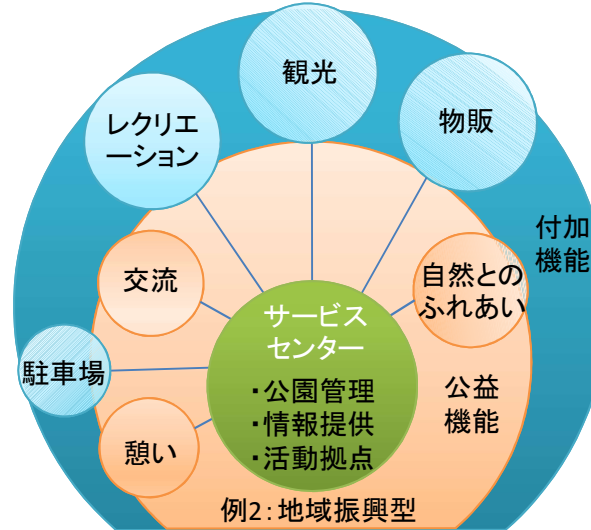 観光
レクリエ
ーション
物販
付加
機能
交流
自然との
ふれあい
サービス
センター
・公園管理
・情報提供
・活動拠点
駐車場
公益
機能
憩い
例2：地域振興型